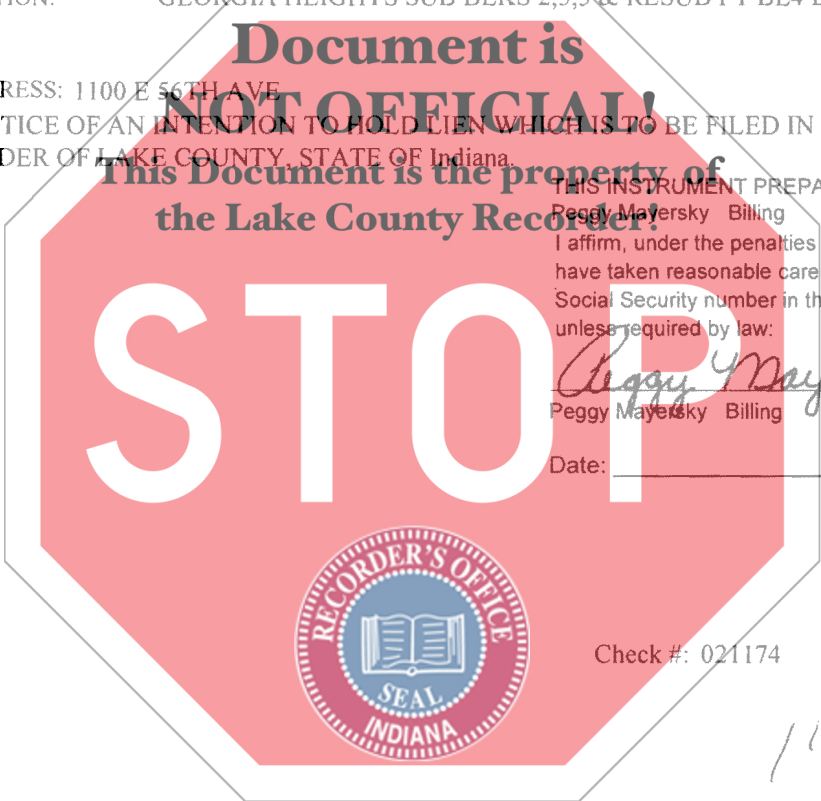 ION: GEORGIA HEIGHTS SUB BLKS 2,3,5 & RESUB PT BL4
Document is
RESS: 1100 E 56TH AVE
NOT OFFICIAL!
TICE OF AN INTENTION TO HOLD LIEN WHICH IS TO BE FILED IN
DER OF LAKE COUNTY, STATE OF Indiana.
This Document is the property of
the Lake County Recorder!
THIS INSTRUMENT PREPA
Peggy Mayersky Billing
I affirm, under the penalties
have taken reasonable care
Social Security number in th
unless required by law:
STOP
Peggy May
Peggy Mayersky Billing
Date:
RECORDER'S OFFICE
SEAL
INDIANA
Check #: 021174